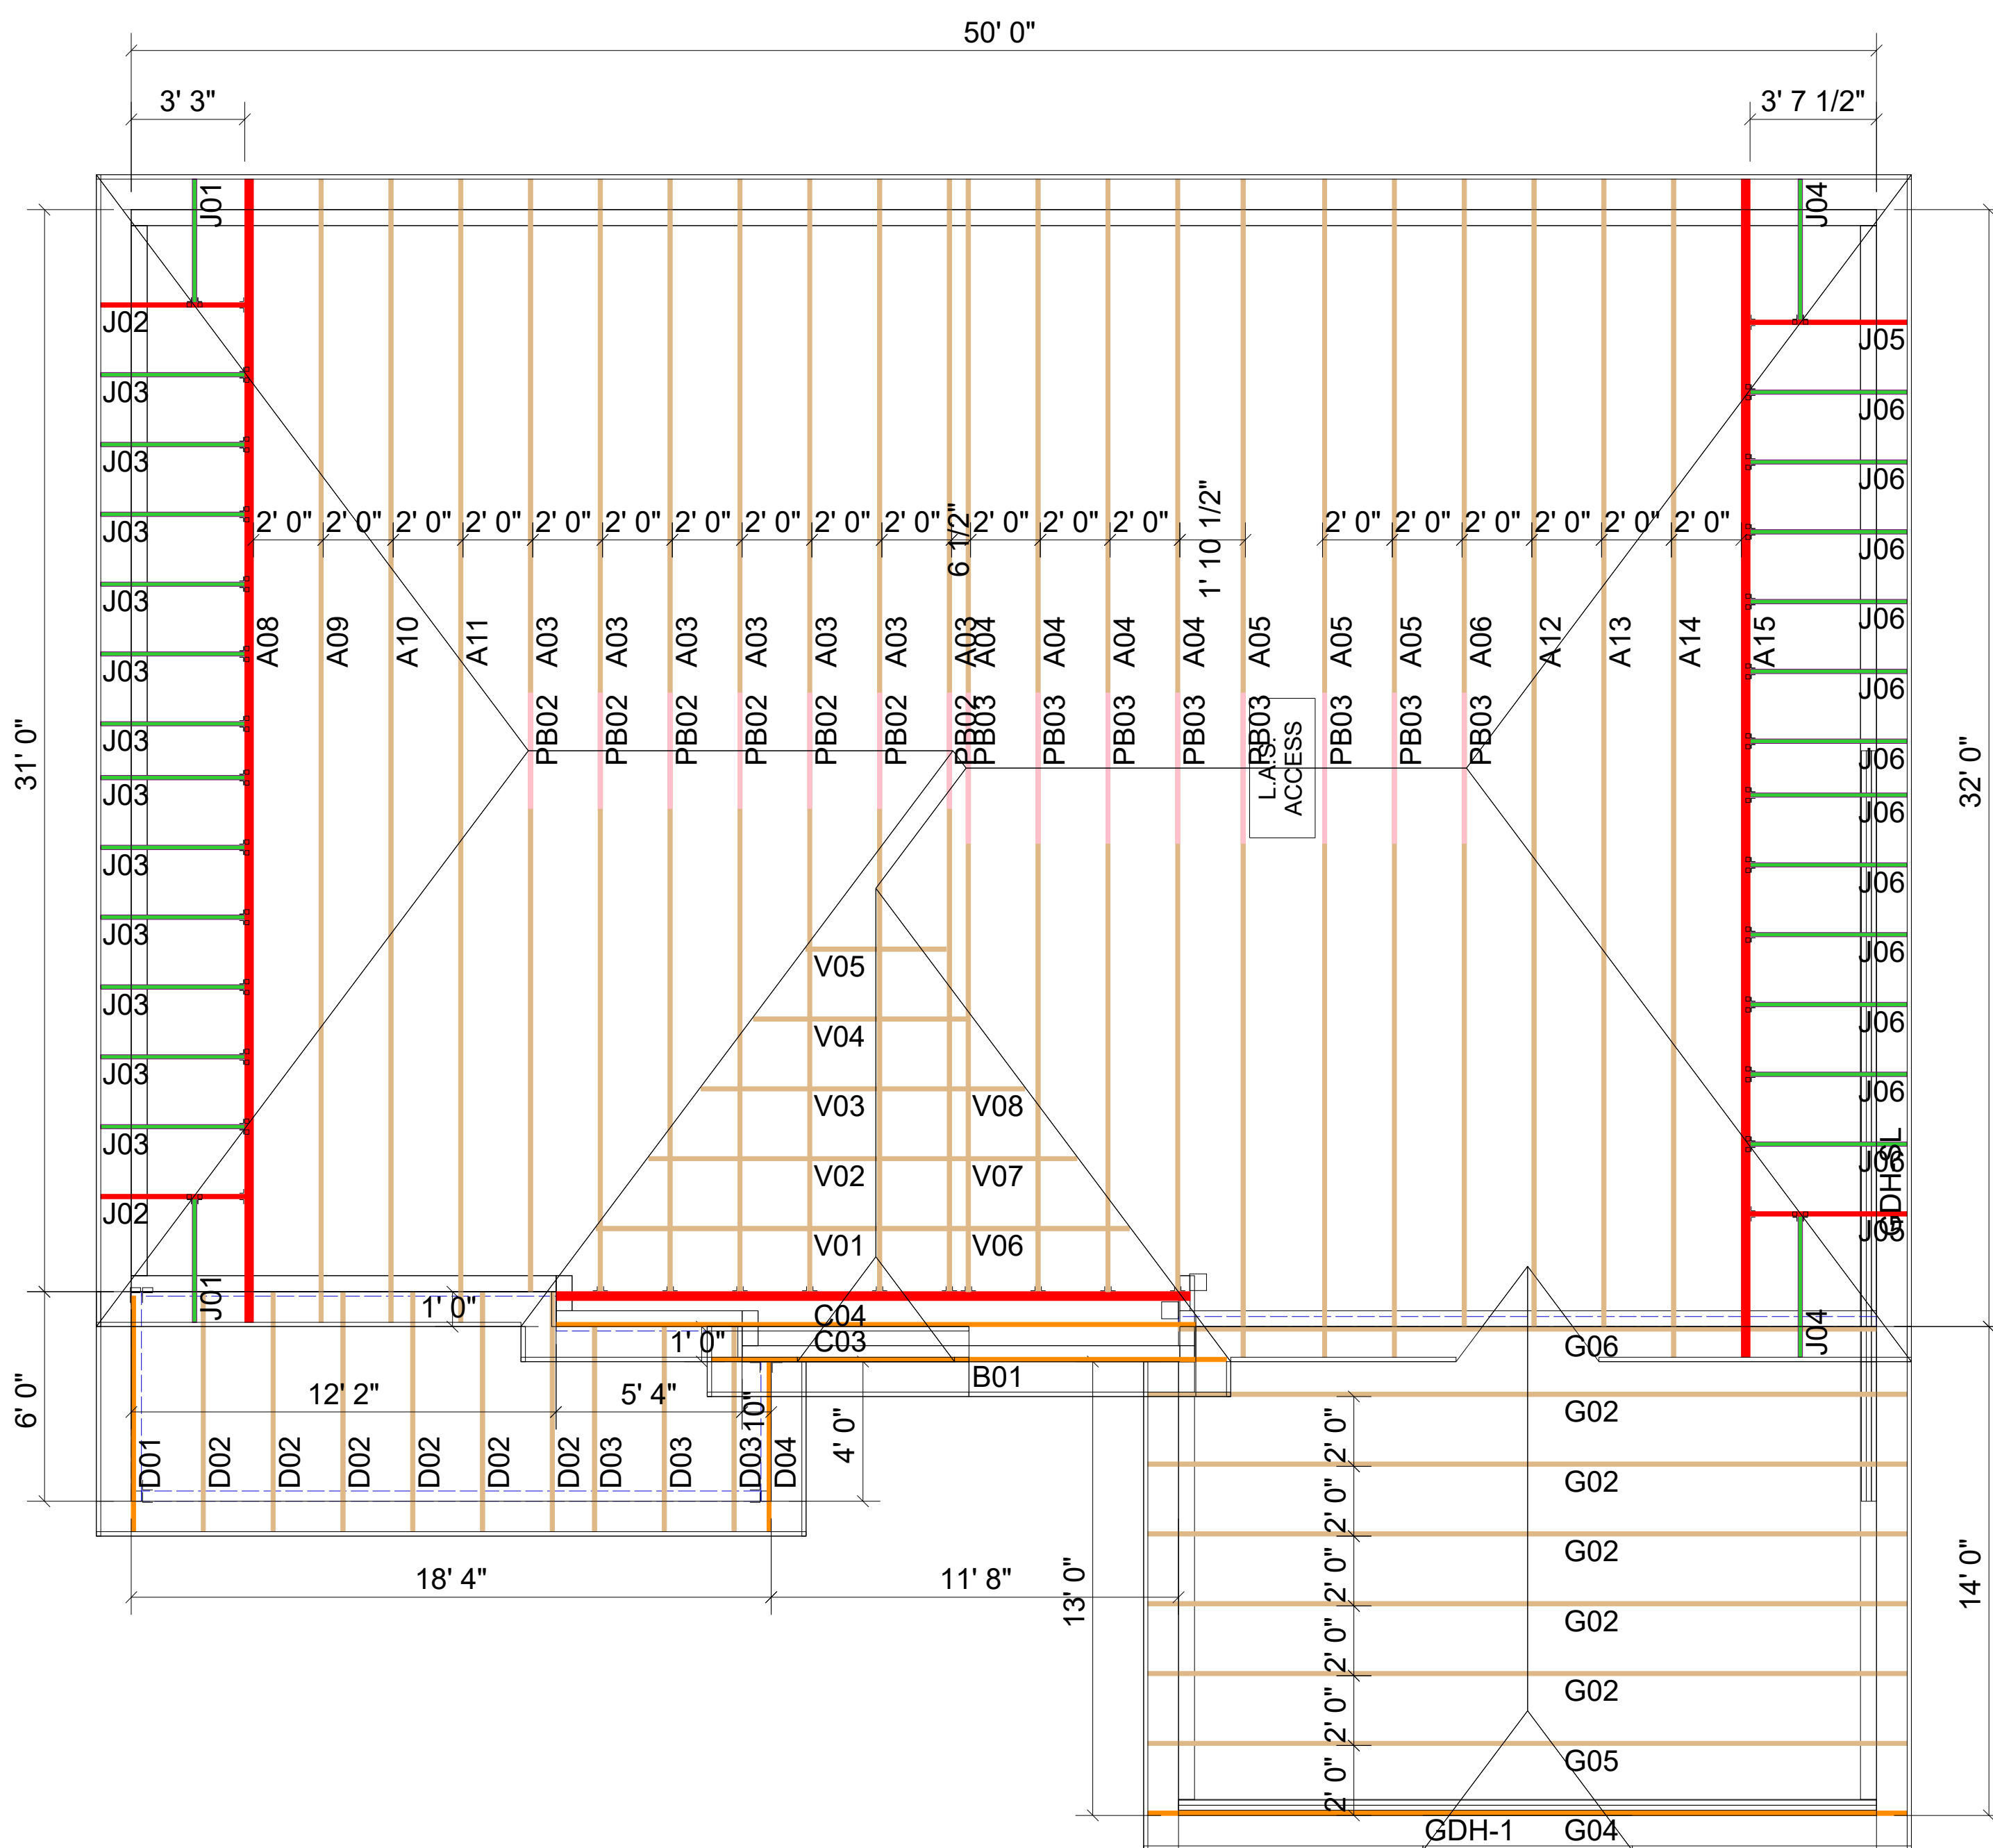 50' 0"
3' 3"
3' 7 1/2"
J01
J04
J02
J05
J03
J06
J03
J06
J03
J06
J03
J06
J03
J06
J03
J06
J03
J06
J03
J06
J03
J06
J03
J06
J03
J06
J03
J06
J02
J05
J01
J04
2' 0"
2' 0"
2' 0"
2' 0"
2' 0"
2' 0"
2' 0"
2' 0"
2' 0"
2' 0"
6 1/2"
2' 0"
2' 0"
2' 0"
1' 10 1/2"
2' 0"
2' 0"
2' 0"
2' 0"
2' 0"
2' 0"
A08
A09
A10
A11
A03
A03
A03
A03
A03
A03
A03
A04
A04
A04
A04
A05
A05
A05
A06
A12
A13
A14
A15
PB02
PB02
PB02
PB02
PB02
PB02
PB02
PB03
PB03
PB03
PB03
PB03
PB03
PB03
PB03
L.A.S.
ACCESS
31' 0"
32' 0"
V05
V04
V03
V08
V02
V07
V01
V06
GDH-SL
C04
C03
B01
1' 0"
1' 0"
12' 2"
5' 4"
10"
4' 0"
6' 0"
D01
D02
D02
D02
D02
D02
D02
D03
D03
D03
D04
18' 4"
11' 8"
13' 0"
14' 0"
G06
G02
G02
G02
G02
G02
G05
2' 0"
2' 0"
2' 0"
2' 0"
2' 0"
2' 0"
GDH-1
G04